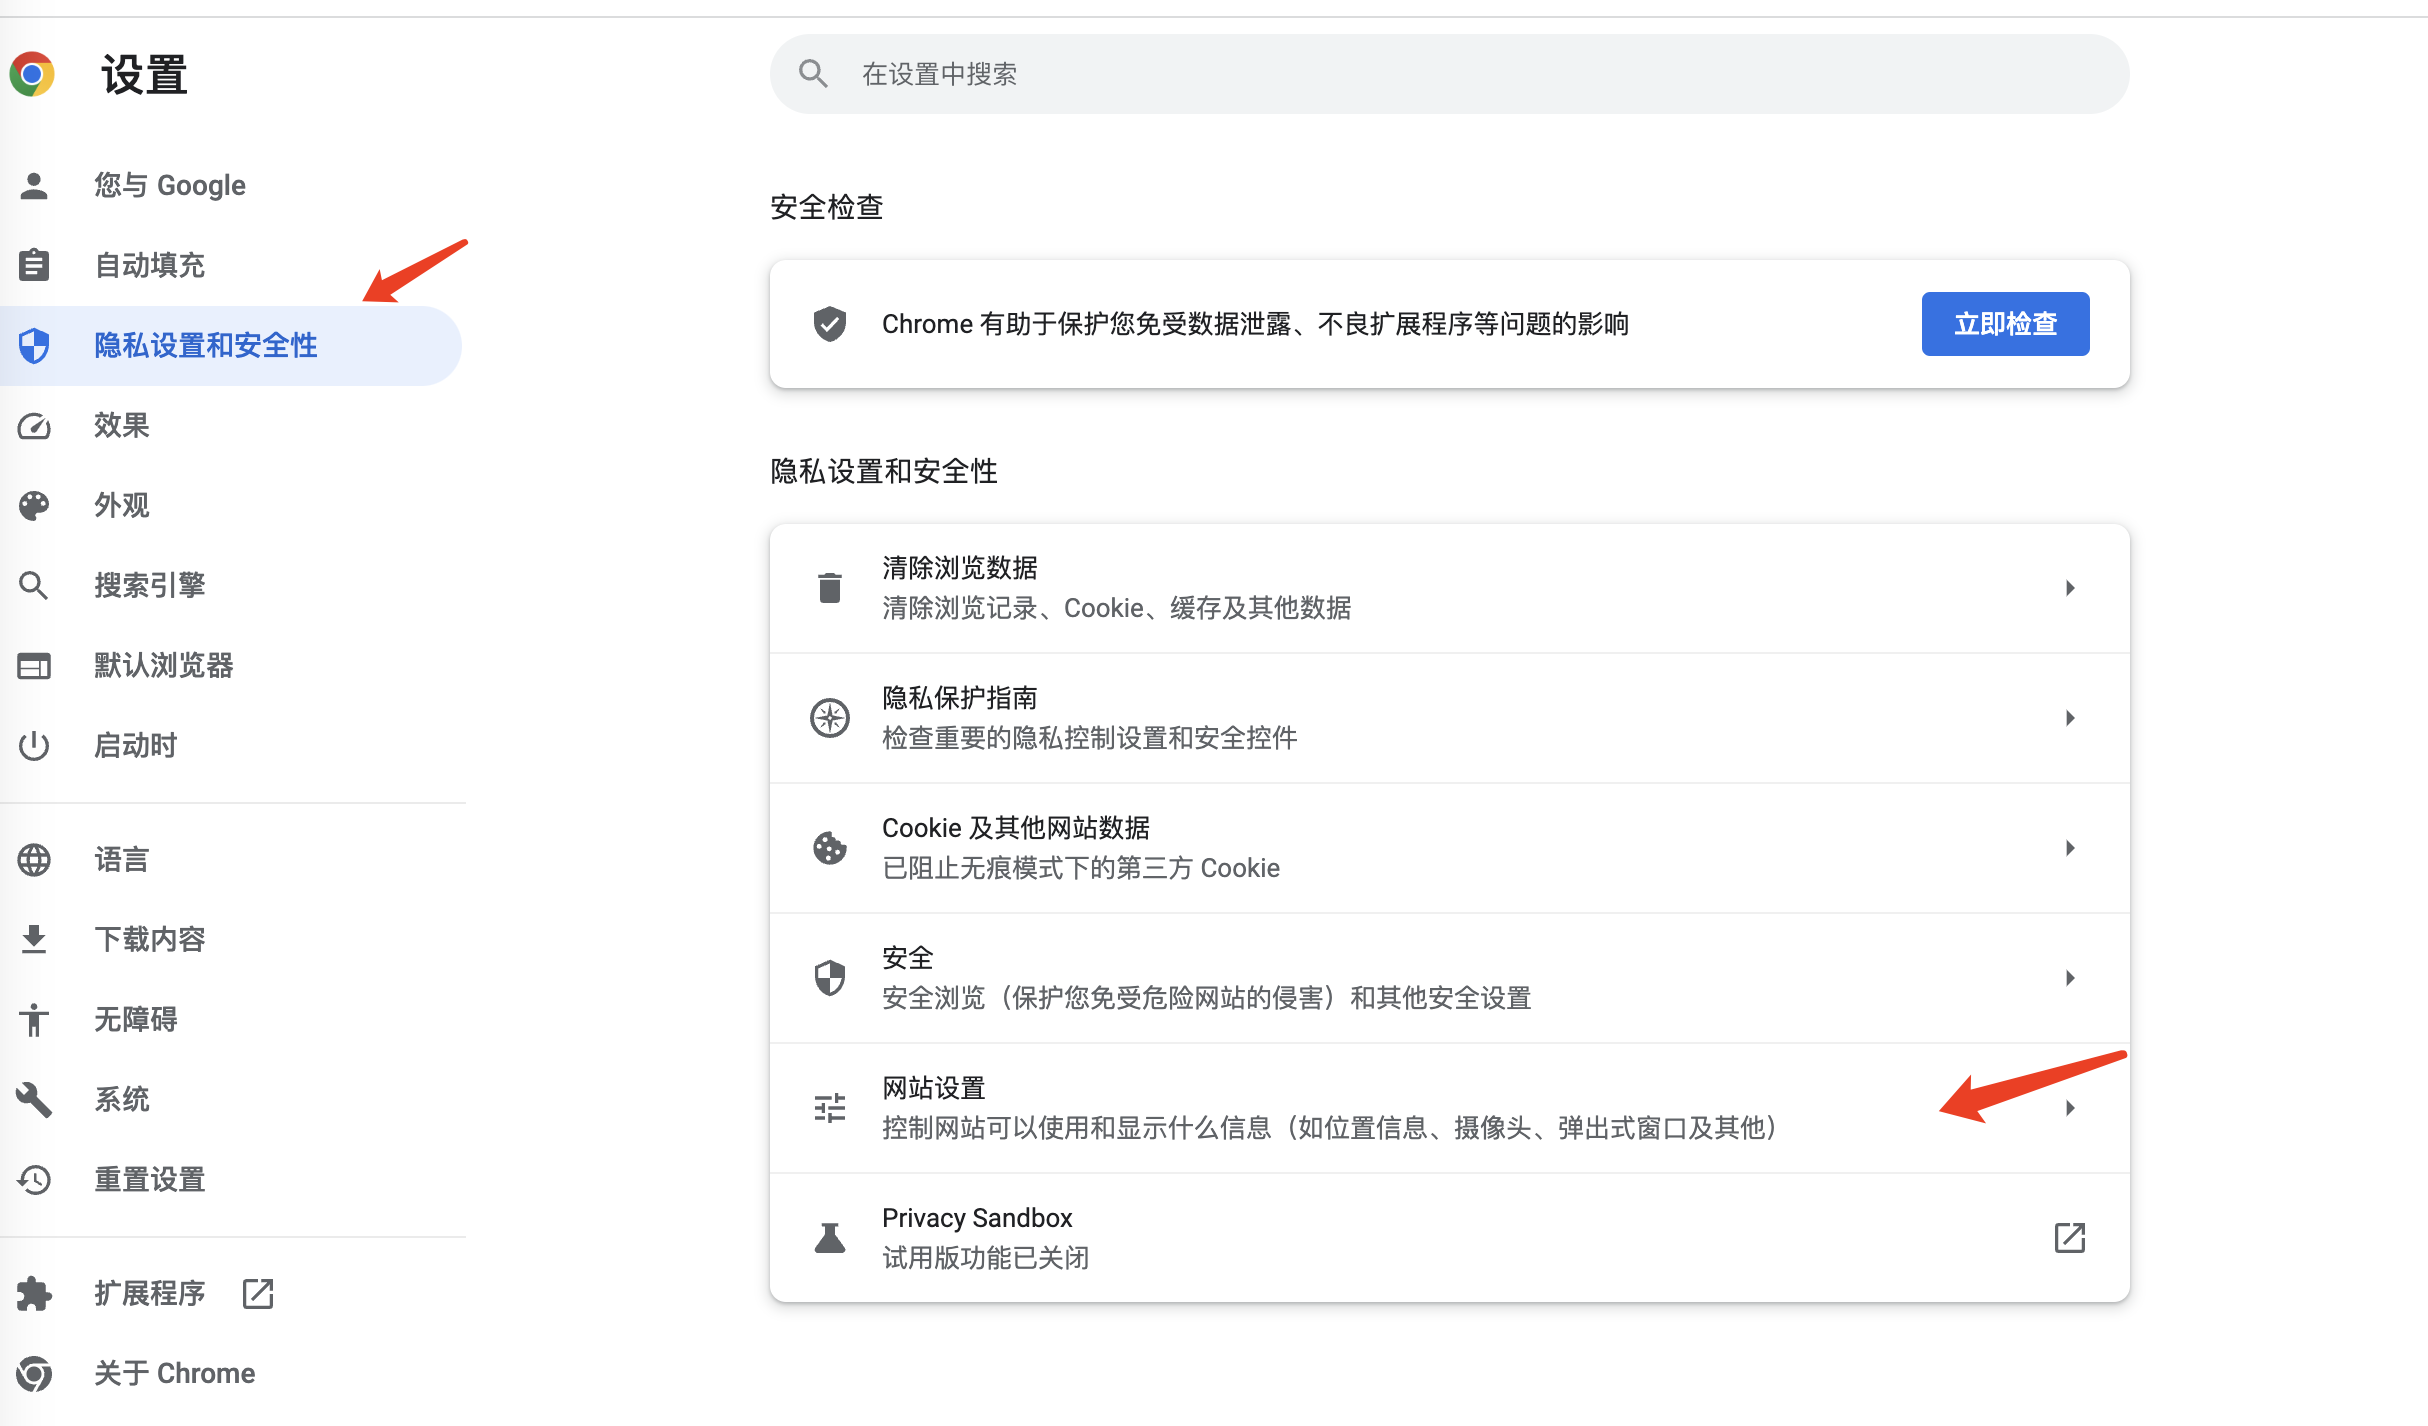 设置
在设置中搜索
您与 Google
自动填充
隐私设置和安全性
效果
外观
搜索引擎
默认浏览器
启动时
语言
下载内容
无障碍
系统
重置设置
扩展程序
关于 Chrome
安全检查
Chrome 有助于保护您免受数据泄露、不良扩展程序等问题的影响
立即检查
隐私设置和安全性
清除浏览数据
清除浏览记录、Cookie、缓存及其他数据
隐私保护指南
检查重要的隐私控制设置和安全控件
Cookie 及其他网站数据
已阻止无痕模式下的第三方 Cookie
安全
安全浏览（保护您免受危险网站的侵害）和其他安全设置
网站设置
控制网站可以使用和显示什么信息（如位置信息、摄像头、弹出式窗口及其他）
Privacy Sandbox
试用版功能已关闭